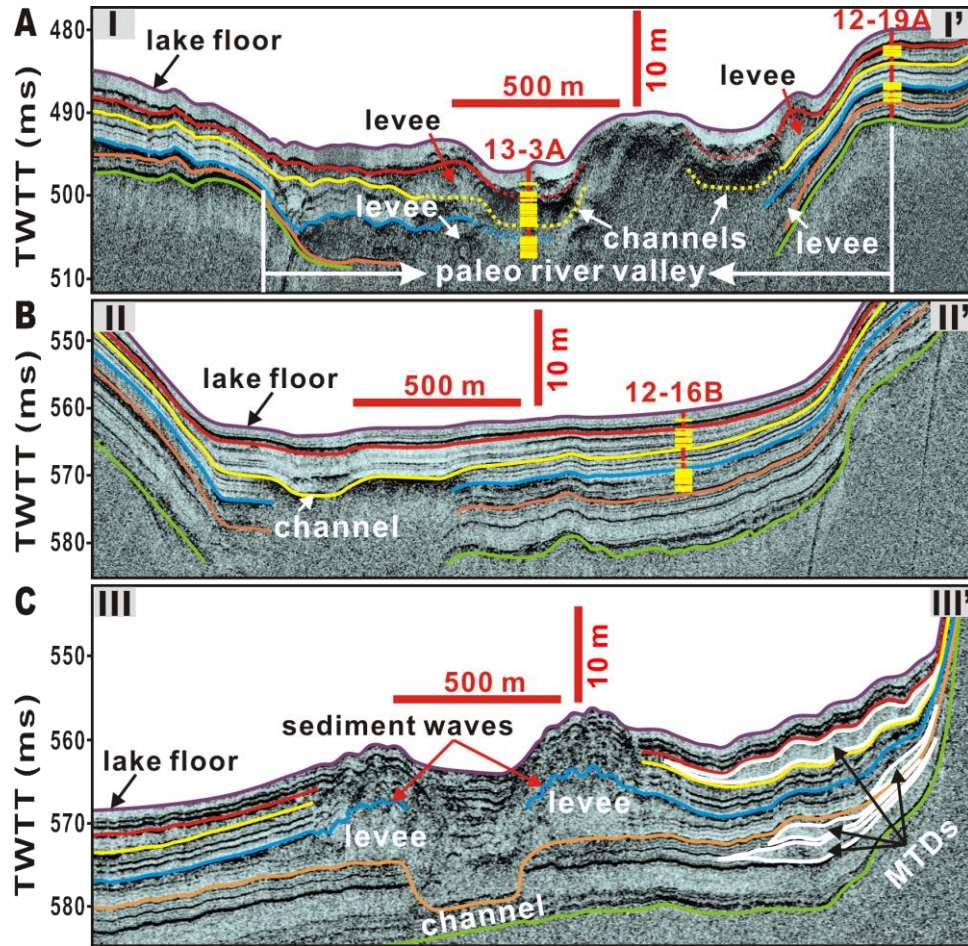 A
I
I'
12-19A
480
lake floor
10 m
levee
500 m
490
levee
13-3A
TWTT (ms)
500
levee
channels
levee
510
paleo river valley
B
II
II'
550
10 m
lake floor
500 m
12-16B
560
TWTT (ms)
570
channel
580
C
III
III'
10 m
550
500 m
sediment waves
560
lake floor
TWTT (ms)
levee
levee
570
MTDs
580
channel